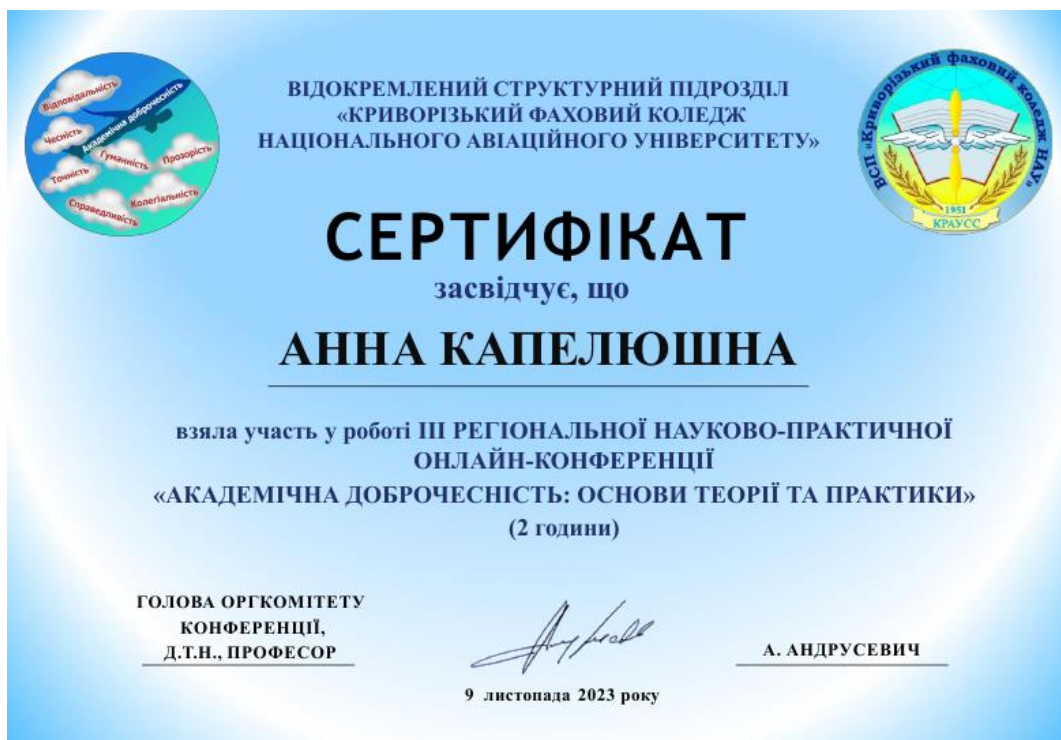 Відповідальність
Академічна доброчесність
Чесність
Гуманність
Прозорість
Точність
Колегіальність
Справедливість
ВІДОКРЕМЛЕНИЙ СТРУКТУРНИЙ ПІДРОЗДІЛ
«КРИВОРІЗЬКИЙ ФАХОВИЙ КОЛЕДЖ
НАЦІОНАЛЬНОГО АВІАЦІЙНОГО УНІВЕРСИТЕТУ»
ВСП «Криворізький фаховий коледж НАУ»
1951
КРАУСС
СЕРТИФІКАТ
засвідчує, що
АННА КАПЕЛЮШНА
взяла участь у роботі ІІІ РЕГІОНАЛЬНОЇ НАУКОВО-ПРАКТИЧНОЇ
ОНЛАЙН-КОНФЕРЕНЦІЇ
«АКАДЕМІЧНА ДОБРОЧЕСНІСТЬ: ОСНОВИ ТЕОРІЇ ТА ПРАКТИКИ»
(2 години)
ГОЛОВА ОРГКОМІТЕТУ
КОНФЕРЕНЦІЇ,
Д.Т.Н., ПРОФЕСОР
А. АНДРУСЕВИЧ
9 листопада 2023 року